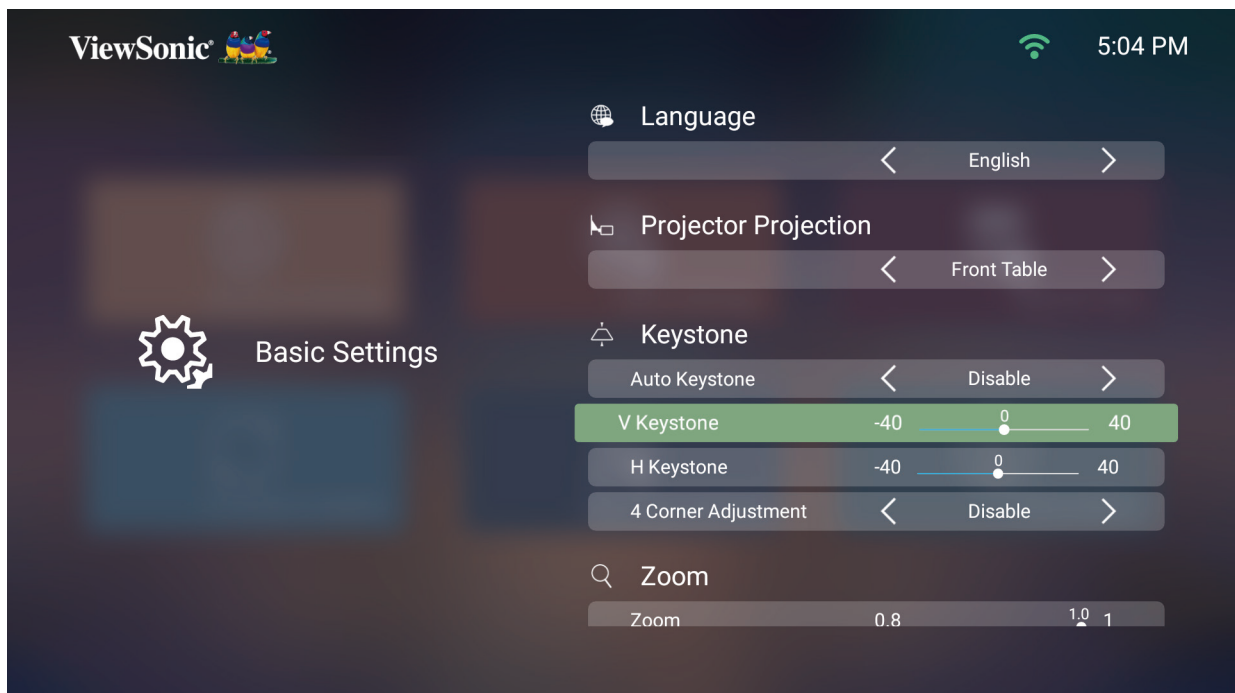 ViewSonic®
5:04 PM
Language
English
Projector Projection
Front Table
Keystone
Auto Keystone Disable
V Keystone -40 0 40
H Keystone -40 0 40
4 Corner Adjustment Disable
Basic Settings
Zoom
Zoom 0.8 1.0 1